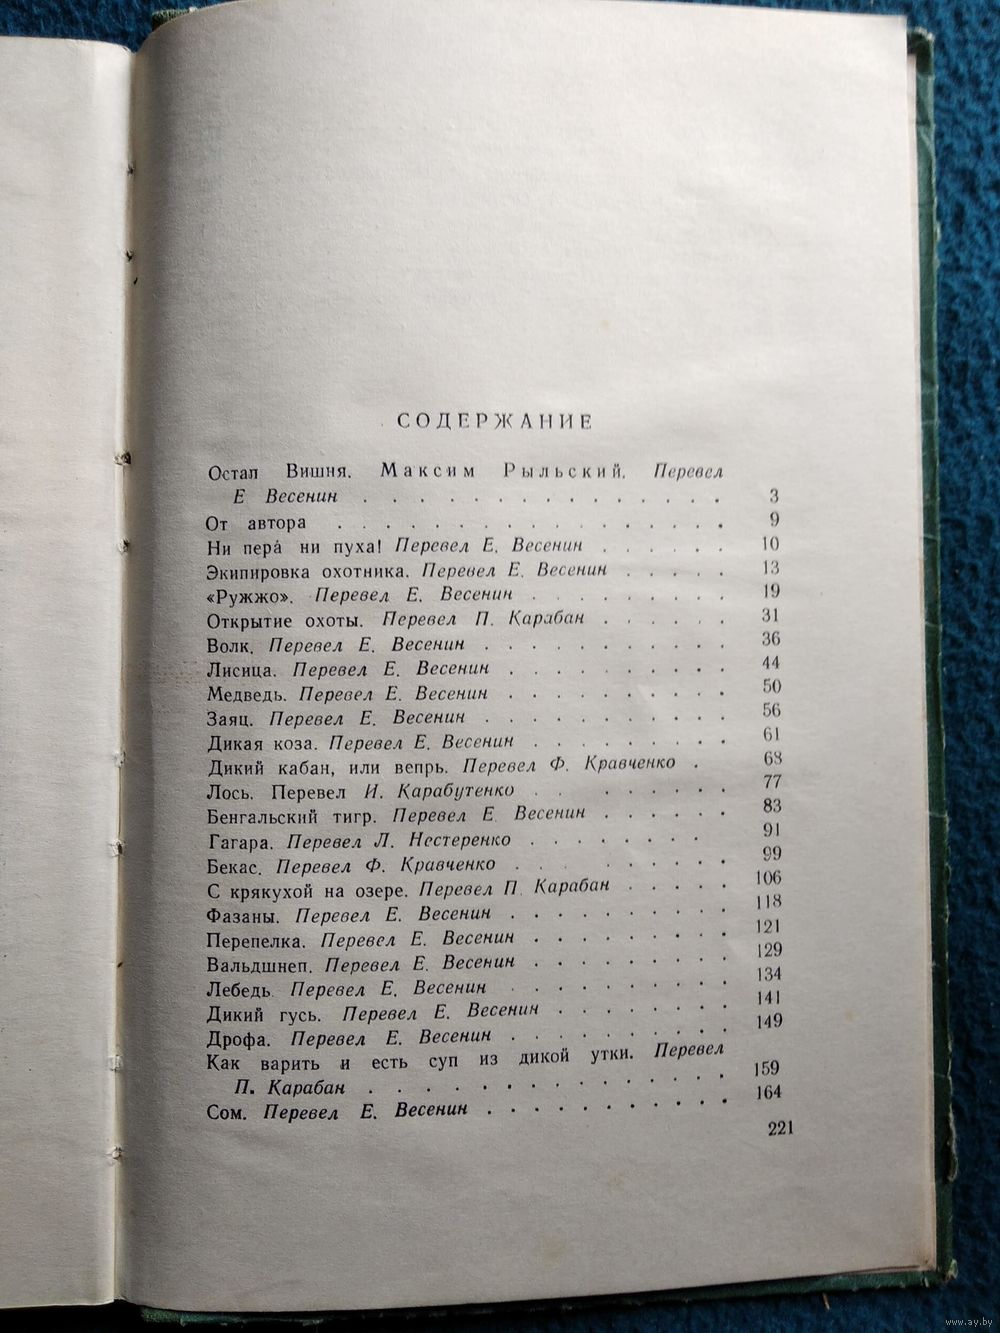 СОДЕРЖАНИЕ
Остап Вишня. Максим Рыльский. Перевел
Е Весенин . . . . . . . . . . . . . . 3
От автора . . . . . . . . . . . . . . . 9
Ни пера́ ни пуха! Перевел Е. Весенин . . . . . . 10
Экипировка охотника. Перевел Е. Весенин . . . . . 13
«Ружжо». Перевел Е. Весенин . . . . . . . . . 19
Открытие охоты. Перевел П. Карабан . . . . . . 31
Волк. Перевел Е. Весенин . . . . . . . . . . . 36
Лисица. Перевел Е. Весенин . . . . . . . . . . 44
Медведь. Перевел Е. Весенин . . . . . . . . . . 50
Заяц. Перевел Е. Весенин . . . . . . . . . . . 56
Дикая коза. Перевел Е. Весенин . . . . . . . . . 61
Дикий кабан, или вепрь. Перевел Ф. Кравченко . 68
Лось. Перевел И. Карабутенко . . . . . . . . 77
Бенгальский тигр. Перевел Е Весенин . . . . . . 83
Гагара. Перевел Л. Нестеренко . . . . . . . . 91
Бекас. Перевел Ф. Кравченко . . . . . . . . . 99
С крякухой на озере. Перевел П. Карабан . . . . . 106
Фазаны. Перевел Е. Весенин . . . . . . . . . . 118
Перепелка. Перевел Е. Весенин . . . . . . . . . 121
Вальдшнеп. Перевел Е. Весенин . . . . . . . . . 129
Лебедь. Перевел Е. Весенин . . . . . . . . . . 134
Дикий гусь. Перевел Е. Весенин . . . . . . . . 141
Дрофа. Перевел Е. Весенин . . . . . . . . . . 149
Как варить и есть суп из дикой утки. Перевел
П. Карабан . . . . . . . . . . . . . . 159
Сом. Перевел Е. Весенин . . . . . . . . . . . 164
221
www.ay.by